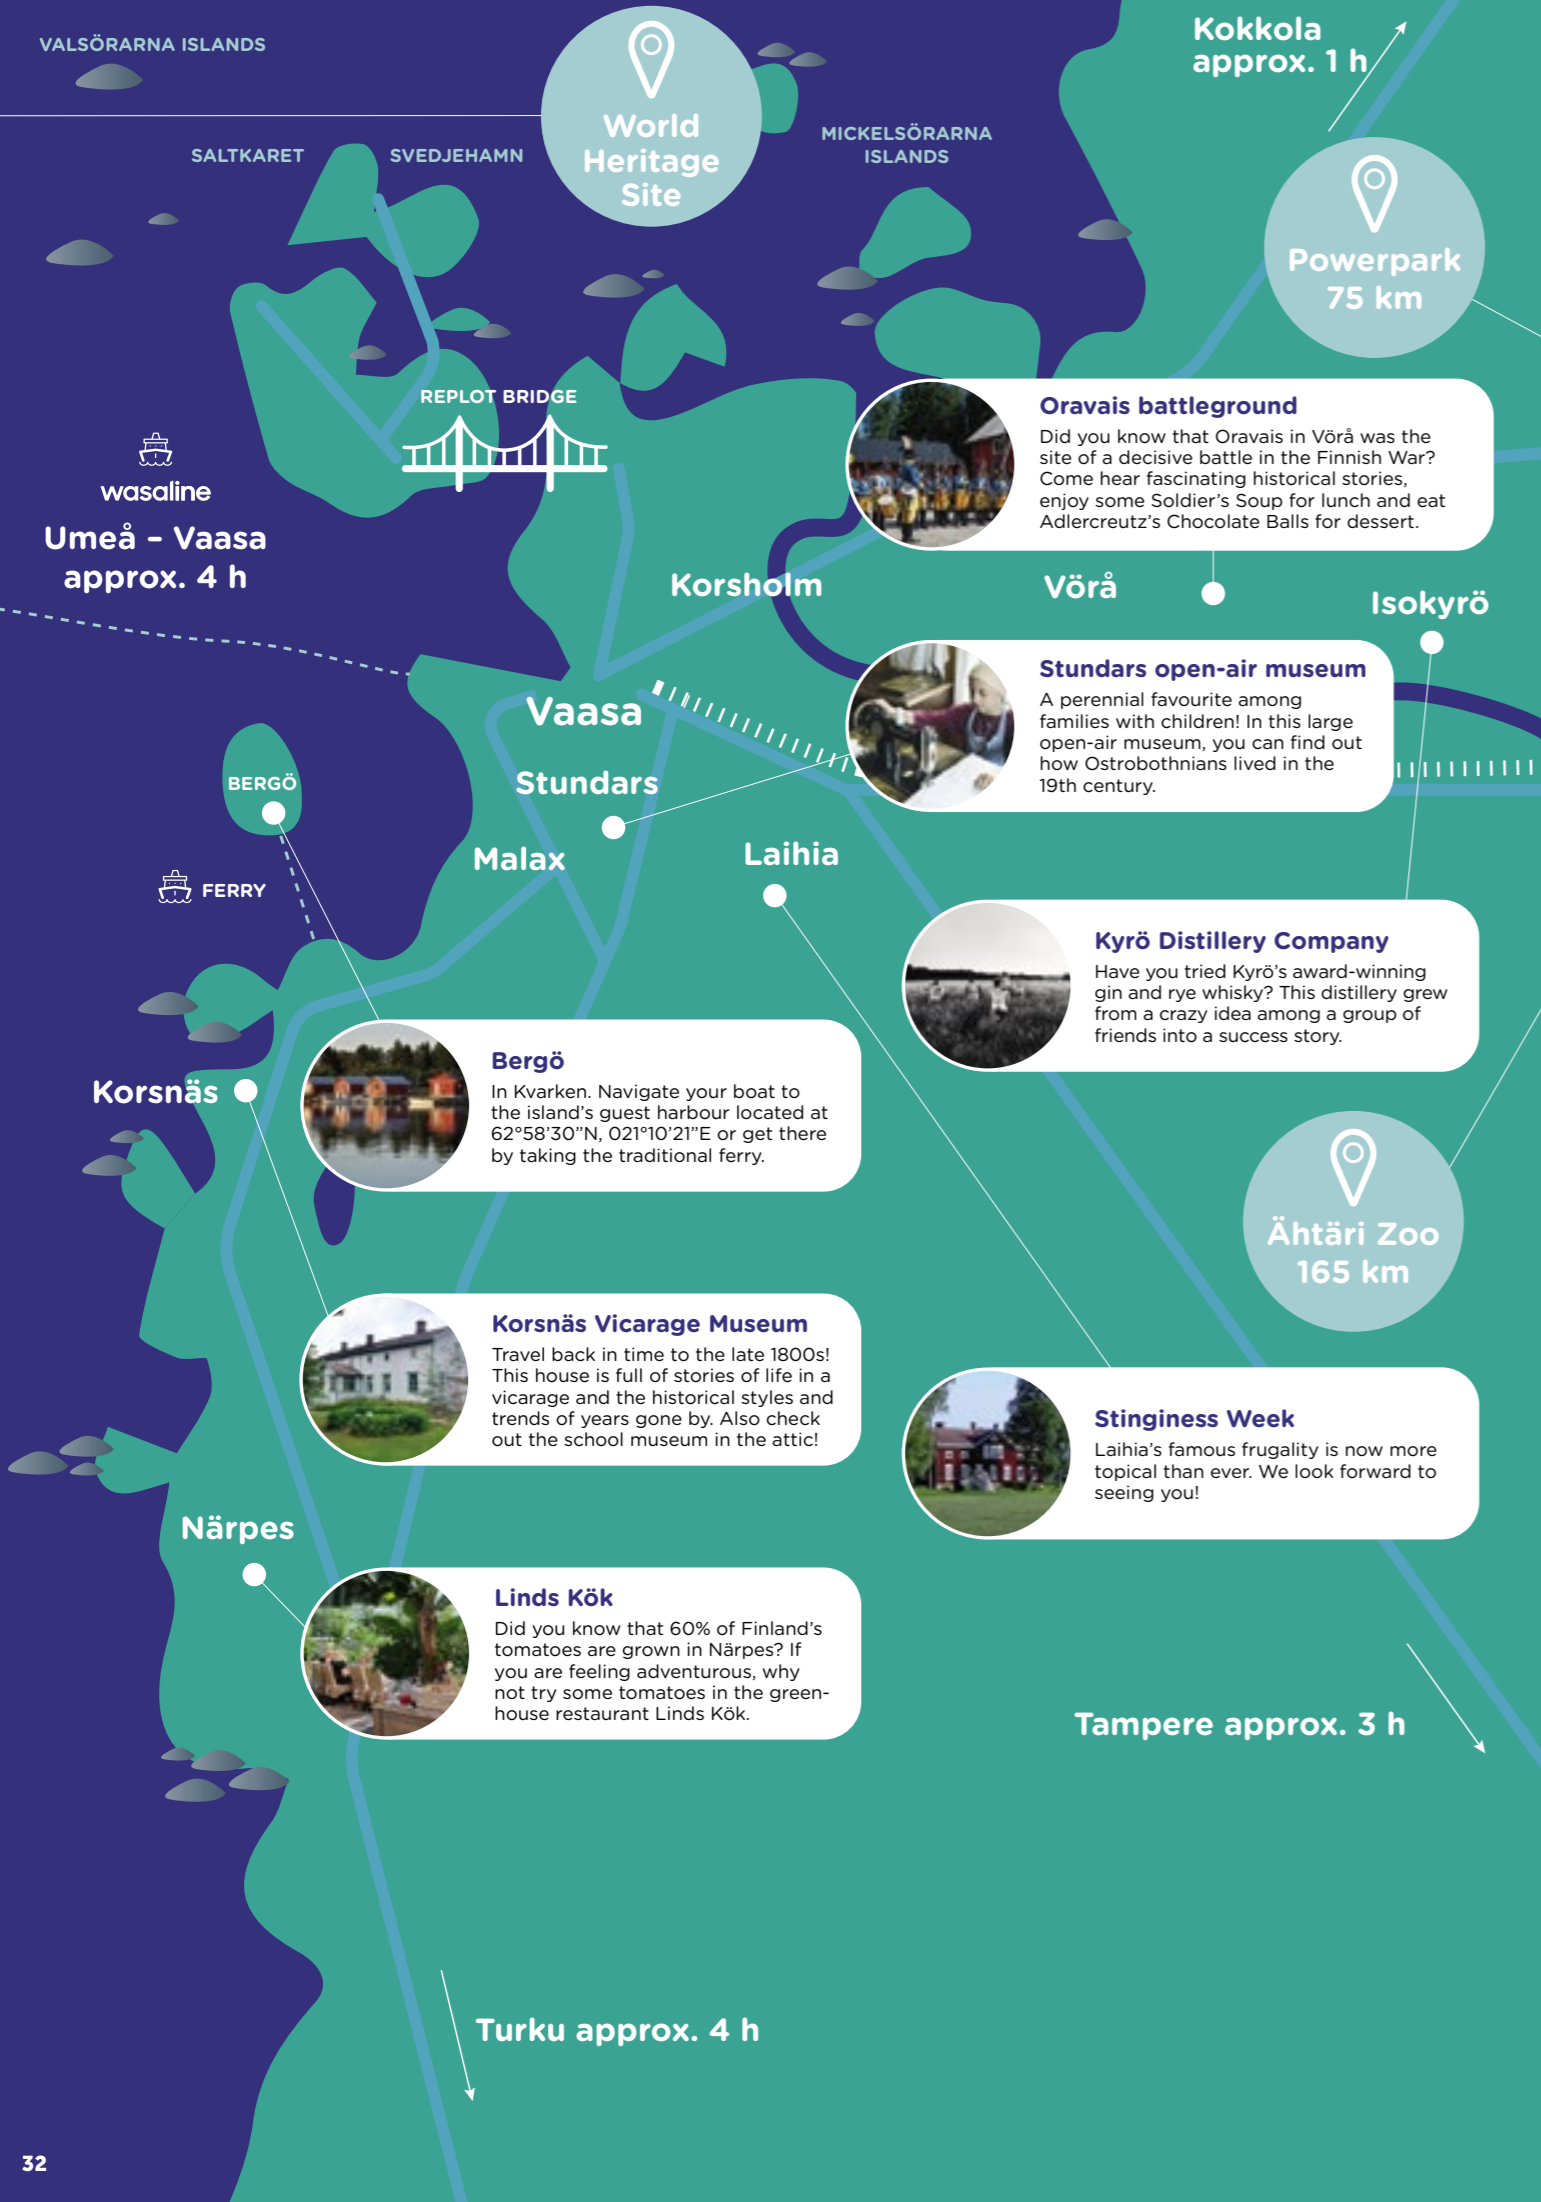 VALSÖRARNA ISLANDS
Kokkola
approx. 1 h
World
Heritage
Site
SALTKARET
SVEDJEHAMN
MICKELSÖRARNA
ISLANDS
Powerpark
75 km
REPLOT BRIDGE
wasaline
Umeå – Vaasa
approx. 4 h
Oravais battleground
Did you know that Oravais in Vörå was the
site of a decisive battle in the Finnish War?
Come hear fascinating historical stories,
enjoy some Soldier’s Soup for lunch and eat
Adlercreutz’s Chocolate Balls for dessert.
Korsholm
Vörå
Isokyrö
Stundars open-air museum
A perennial favourite among
families with children! In this large
open-air museum, you can find out
how Ostrobothnians lived in the
19th century.
Vaasa
Stundars
BERGÖ
Malax
Laihia
FERRY
Kyrö Distillery Company
Have you tried Kyrö’s award-winning
gin and rye whisky? This distillery grew
from a crazy idea among a group of
friends into a success story.
Korsnäs
Bergö
In Kvarken. Navigate your boat to
the island’s guest harbour located at
62°58’30”N, 021°10’21”E or get there
by taking the traditional ferry.
Ähtäri Zoo
165 km
Korsnäs Vicarage Museum
Travel back in time to the late 1800s!
This house is full of stories of life in a
vicarage and the historical styles and
trends of years gone by. Also check
out the school museum in the attic!
Stinginess Week
Laihia’s famous frugality is now more
topical than ever. We look forward to
seeing you!
Närpes
Linds Kök
Did you know that 60% of Finland’s
tomatoes are grown in Närpes? If
you are feeling adventurous, why
not try some tomatoes in the green-
house restaurant Linds Kök.
Tampere approx. 3 h
Turku approx. 4 h
32